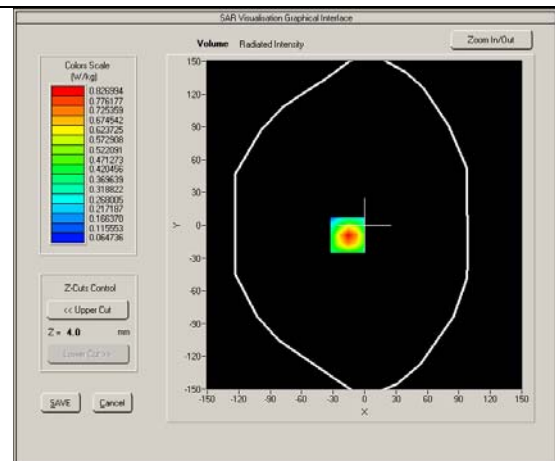 SAR Visualisation Graphical Interface
Volume Radiated Intensity
Zoom In/Out
Colors Scale
(W/kg)
0.826994
0.776177
0.725359
0.674542
0.623725
0.572908
0.522091
0.471273
0.420456
0.369639
0.318822
0.268005
0.217187
0.166370
0.115553
0.064736
Z-Cuts Control
<< Upper Cut
Z = 4.0 mm
Lower Cut >>
SAVE Cancel
150
120
90
60
30
0
-30
-60
-90
-120
-150
Y
-150 -120 -90 -60 -30 0 30 60 90 120 150
X